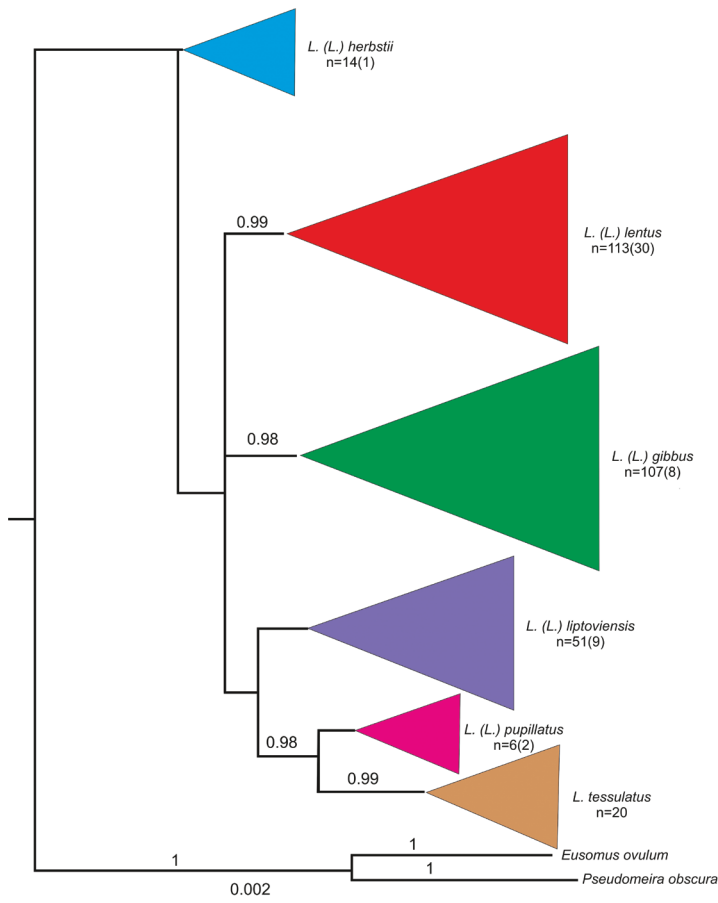 L. (L.) herbstii
n=14(1)
0.99
L. (L.) lentus
n=113(30)
0.98
L. (L.) gibbus
n=107(8)
L. (L.) liptoviensis
n=51(9)
L. (L.) pupillatus
n=6(2)
0.98
0.99
L. tessulatus
n=20
1
Eusomus ovulum
1
1
Pseudomeira obscura
0.002